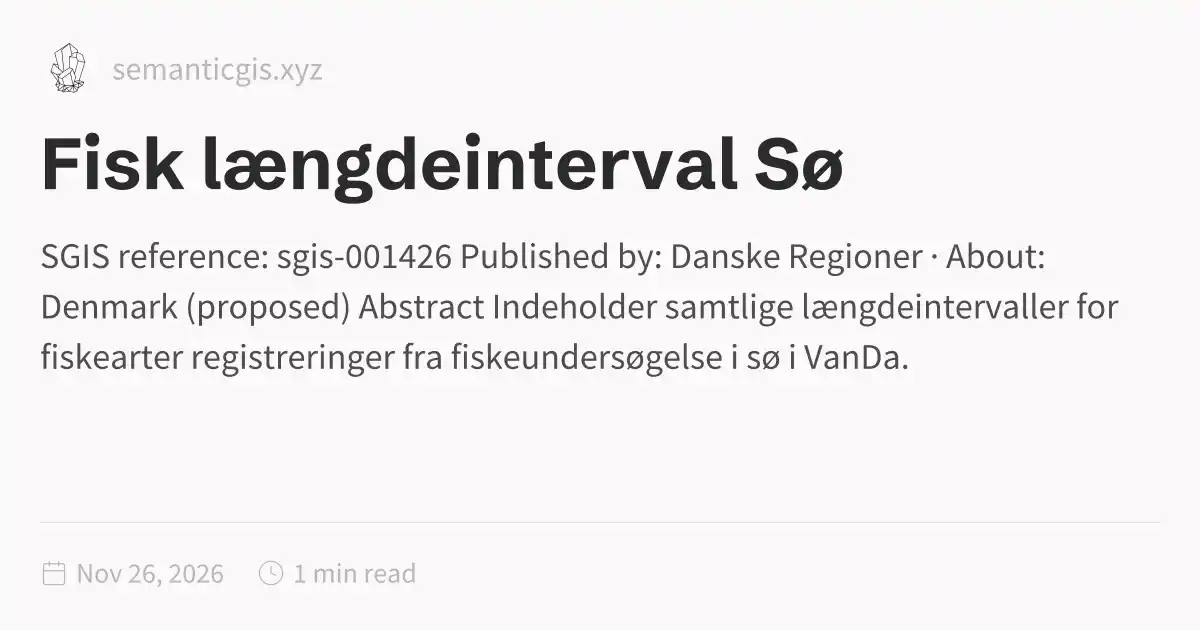 semanticgis.xyz
Fisk længdeinterval Sø
SGIS reference: sgis-001426 Published by: Danske Regioner · About:
Denmark (proposed) Abstract Indeholder samtlige længdeintervaller for
fiskearter registreringer fra fiskeundersøgelse i sø i VanDa.
Nov 26, 2026 1 min read